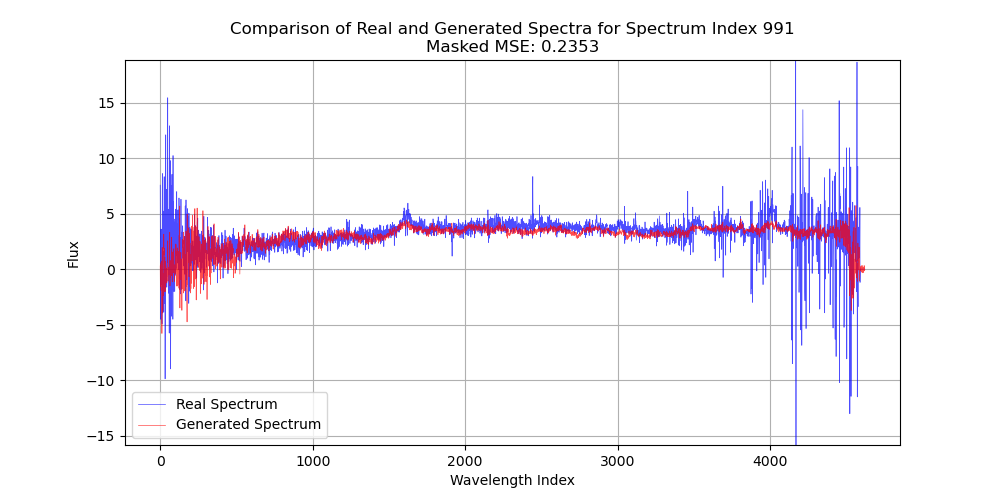 Comparison of Real and Generated Spectra for Spectrum Index 991
Masked MSE: 0.2353
15
10
5
0
−5
−10
−15
Flux
Real Spectrum
Generated Spectrum
0 1000 2000 3000 4000
Wavelength Index